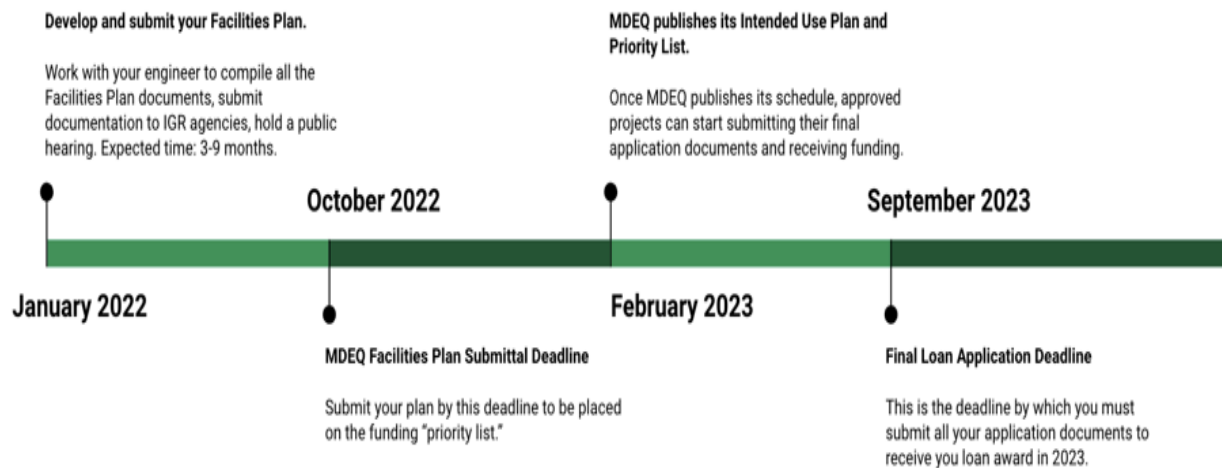 Develop and submit your Facilities Plan.
Work with your engineer to compile all the
Facilities Plan documents, submit
documentation to IGR agencies, hold a public
hearing. Expected time: 3-9 months.
MDEQ publishes its Intended Use Plan and
Priority List.
Once MDEQ publishes its schedule, approved
projects can start submitting their final
application documents and receiving funding.
October 2022
September 2023
January 2022
February 2023
MDEQ Facilities Plan Submittal Deadline
Submit your plan by this deadline to be placed
on the funding “priority list.”
Final Loan Application Deadline
This is the deadline by which you must
submit all your application documents to
receive you loan award in 2023.